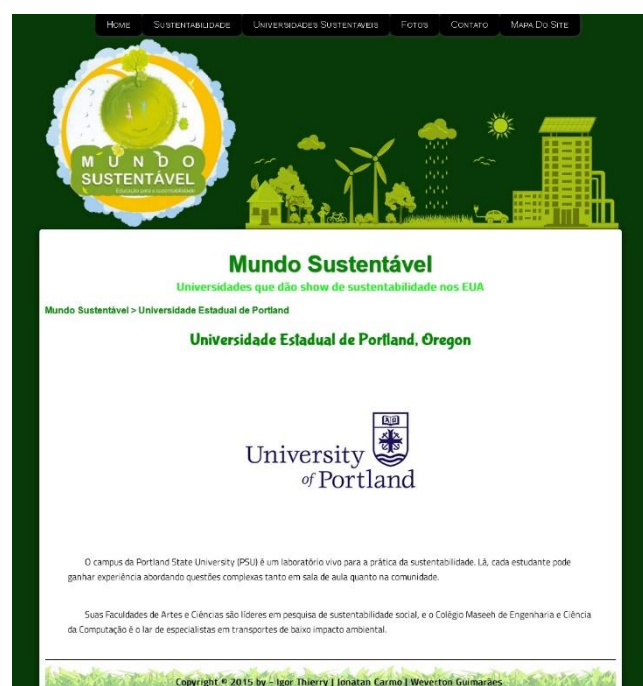 Home Sustentabilidade Universidades Sustentaveis Fotos Contato Mapa Do Site
MUNDO
SUSTENTÁVEL
Educação para a sustentabilidade
Mundo Sustentável
Universidades que dão show de sustentabilidade nos EUA
Mundo Sustentável > Universidade Estadual de Portland
Universidade Estadual de Portland, Oregon
University
of Portland
O campus da Portland State University (PSU) é um laboratório vivo para a prática da sustentabilidade. Lá, cada estudante pode
ganhar experiência abordando questões complexas tanto em sala de aula quanto na comunidade.
Suas Faculdades de Artes e Ciências são líderes em pesquisa de sustentabilidade social, e o Colégio Maseeh de Engenharia e Ciência
da Computação é o lar de especialistas em transportes de baixo impacto ambiental.
Copyright © 2015 by – Igor Thierry | Jonatan Carmo | Weverton Guimarães